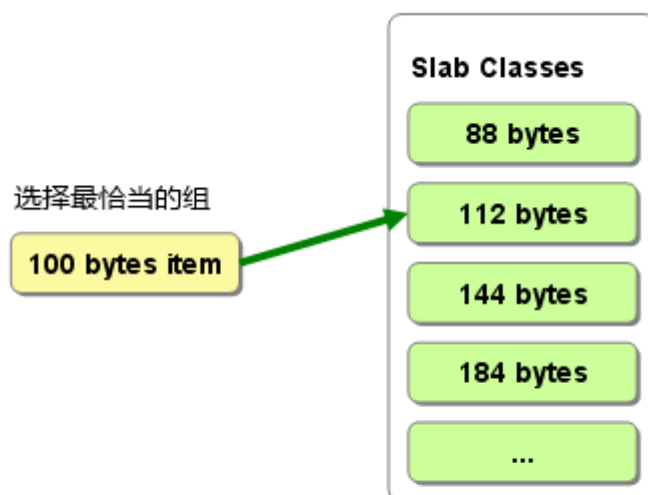 Slab Classes
88 bytes
选择最恰当的组
112 bytes
100 bytes item
144 bytes
184 bytes
...